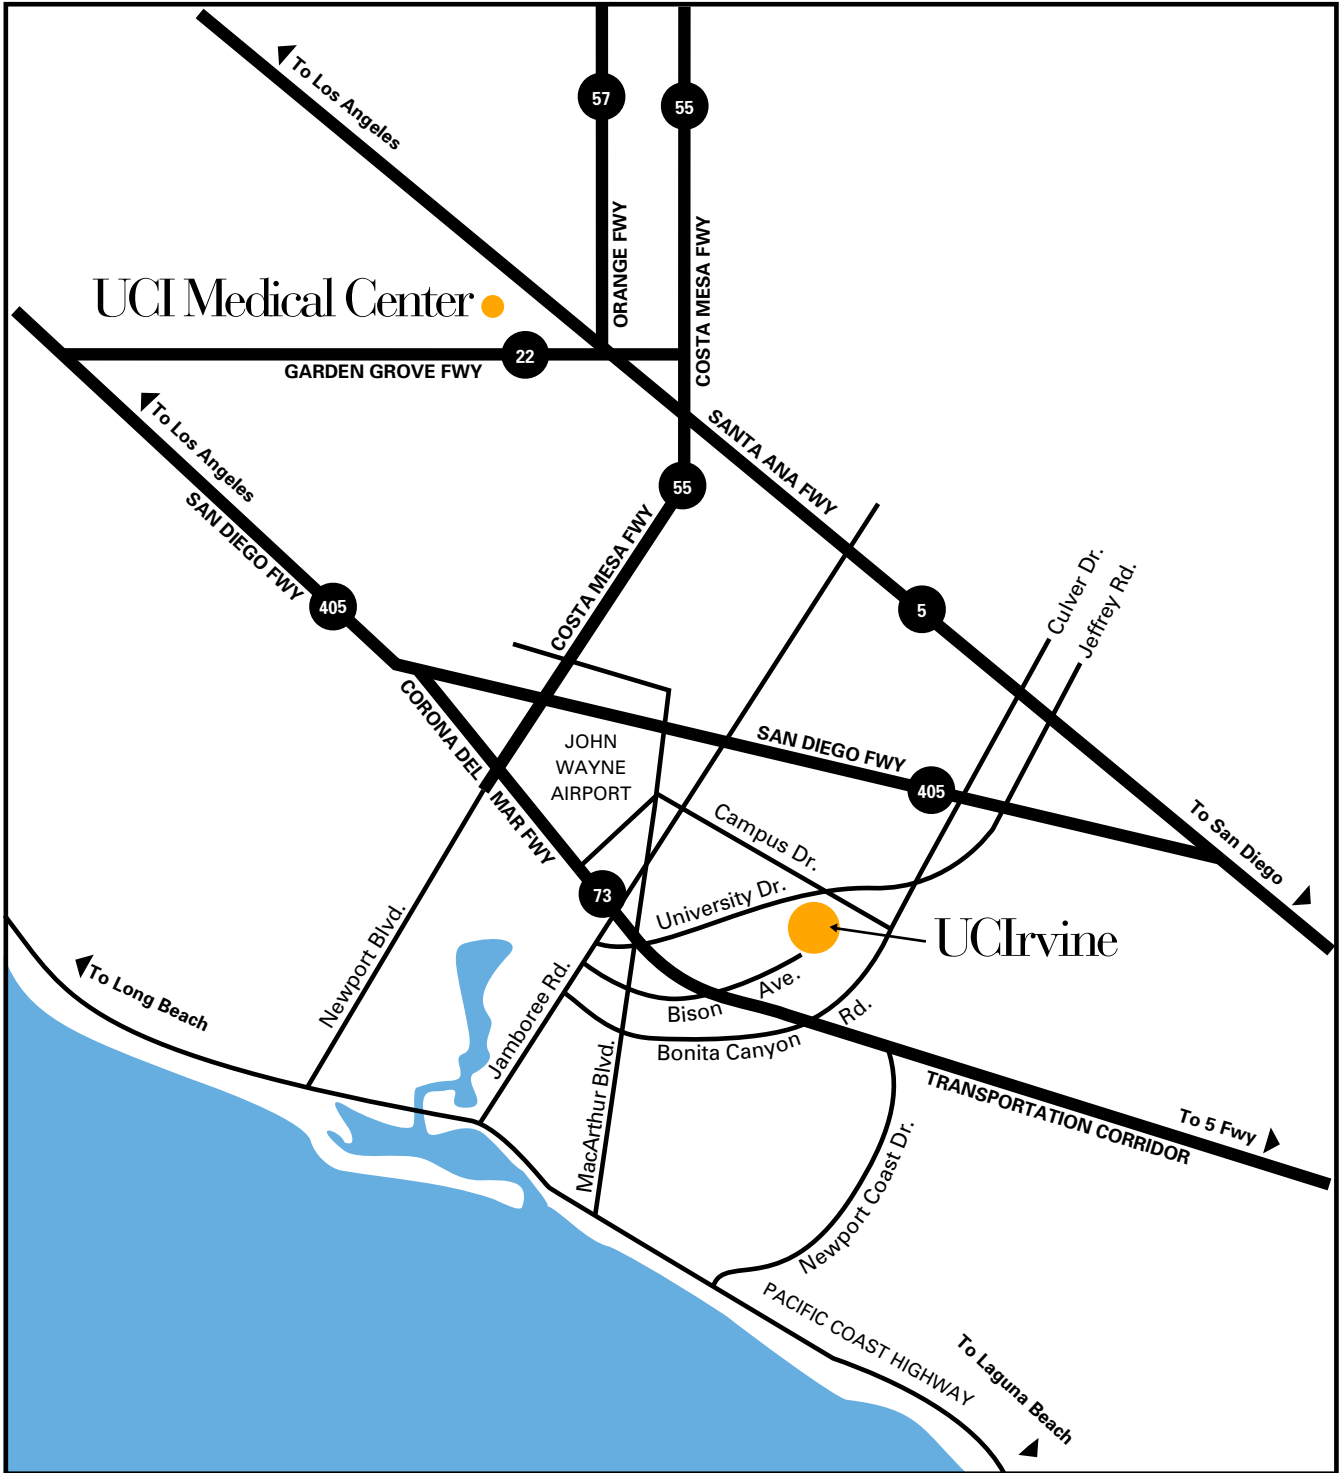 57
55
To Los Angeles
ORANGE FWY
COSTA MESA FWY
UCI Medical Center
22
GARDEN GROVE FWY
To Los Angeles
SANTA ANA FWY
55
SAN DIEGO FWY
COSTA MESA FWY
405
5
Culver Dr.
Jeffrey Rd.
CORONA DEL MAR FWY
JOHN
WAYNE
AIRPORT
SAN DIEGO FWY
405
To San Diego
Campus Dr.
73
University Dr.
UCIrvine
Newport Blvd.
To Long Beach
Jamboree Rd.
Bison Ave.
Bonita Canyon Rd.
MacArthur Blvd.
TRANSPORTATION CORRIDOR
To 5 Fwy
Newport Coast Dr.
PACIFIC COAST HIGHWAY
To Laguna Beach